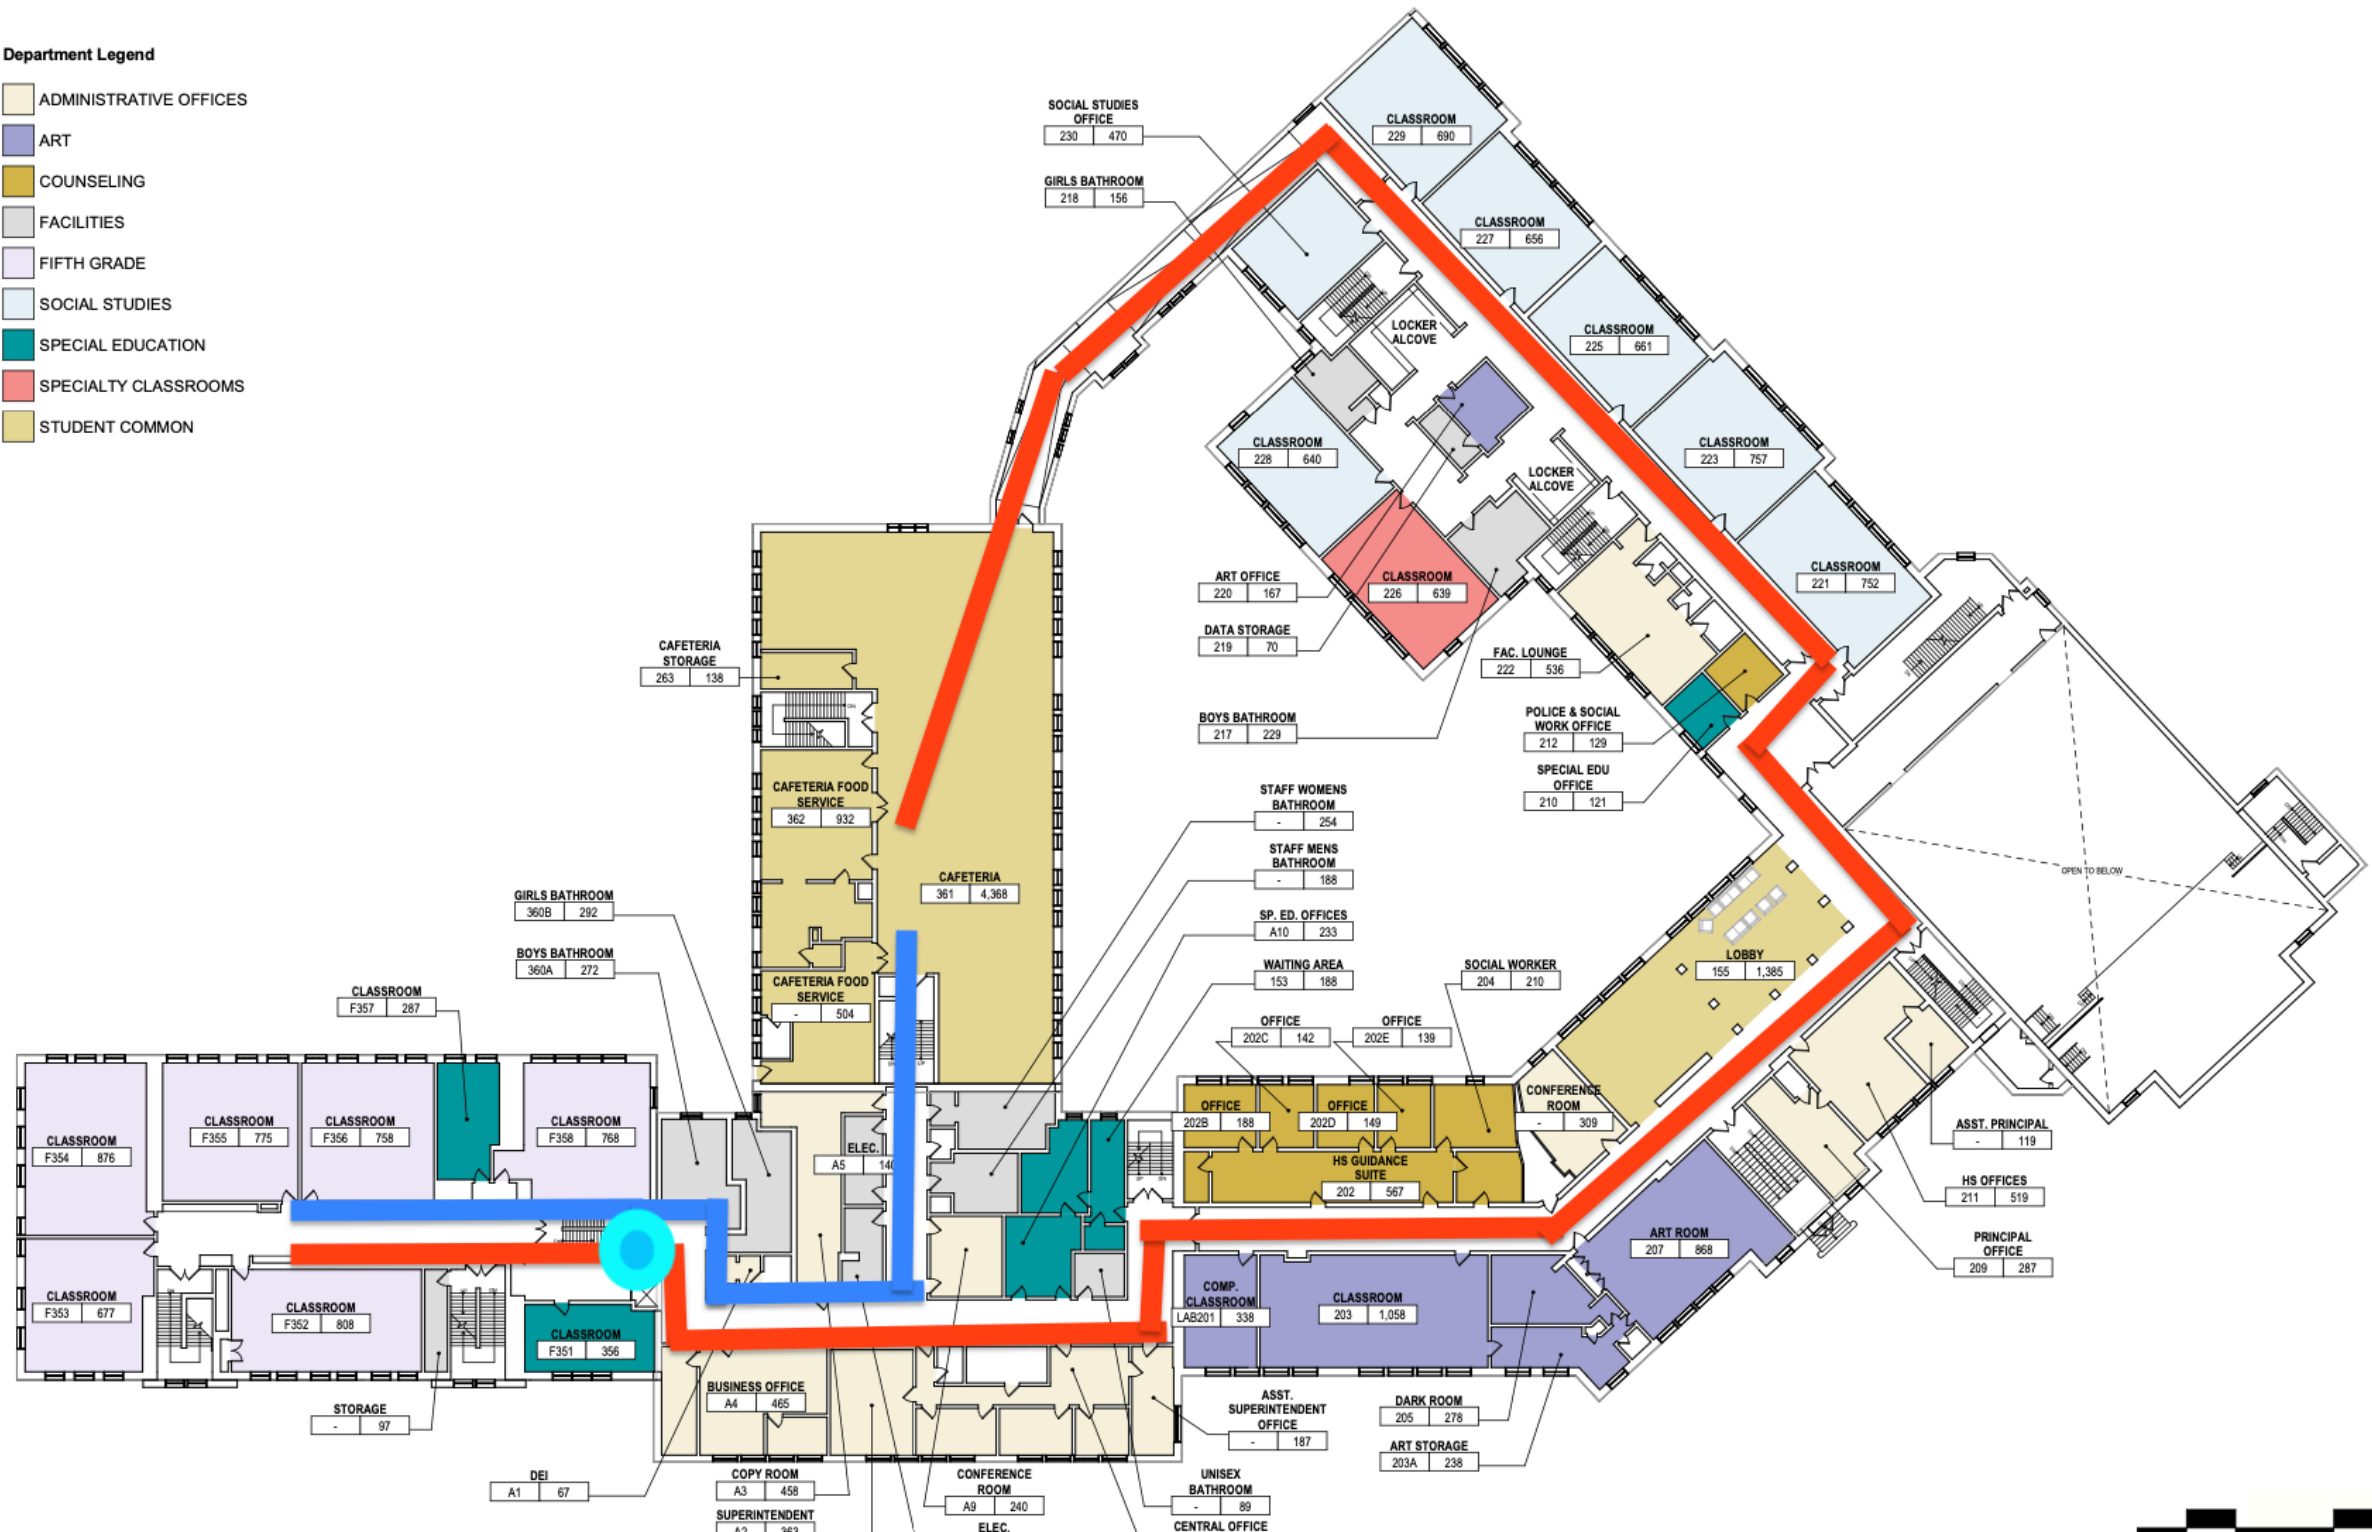 Department Legend
ADMINISTRATIVE OFFICES
ART
COUNSELING
FACILITIES
FIFTH GRADE
SOCIAL STUDIES
SPECIAL EDUCATION
SPECIALTY CLASSROOMS
STUDENT COMMON
SOCIAL STUDIES
OFFICE
230 470
GIRLS BATHROOM
218 156
CLASSROOM
229 690
CLASSROOM
227 656
CLASSROOM
225 661
CLASSROOM
223 757
CLASSROOM
221 752
LOCKER
ALCOVE
LOCKER
ALCOVE
CLASSROOM
228 640
CLASSROOM
226 639
ART OFFICE
220 167
DATA STORAGE
219 70
BOYS BATHROOM
217 229
FAC. LOUNGE
222 536
POLICE & SOCIAL
WORK OFFICE
212 129
SPECIAL EDU
OFFICE
210 121
OPEN TO BELOW
CAFETERIA
STORAGE
263 138
CAFETERIA FOOD
SERVICE
362 932
CAFETERIA
361 4,368
CAFETERIA FOOD
SERVICE
- 504
STAFF WOMENS
BATHROOM
- 254
STAFF MENS
BATHROOM
- 188
SP. ED. OFFICES
A10 233
WAITING AREA
153 188
SOCIAL WORKER
204 210
OFFICE
202C 142
OFFICE
202E 139
LOBBY
155 1,385
GIRLS BATHROOM
360B 292
BOYS BATHROOM
360A 272
CLASSROOM
F357 287
CLASSROOM
F354 876
CLASSROOM
F355 775
CLASSROOM
F356 758
CLASSROOM
F358 768
CLASSROOM
F353 677
CLASSROOM
F352 808
CLASSROOM
F351 356
STORAGE
- 97
ELEC.
A5 140
OFFICE
202B 188
OFFICE
202D 149
HS GUIDANCE
SUITE
202 567
CONFERENCE
ROOM
- 309
ASST. PRINCIPAL
- 119
HS OFFICES
211 519
PRINCIPAL
OFFICE
209 287
ART ROOM
207 868
COMP.
CLASSROOM
LAB201 338
CLASSROOM
203 1,058
DARK ROOM
205 278
ART STORAGE
203A 238
BUSINESS OFFICE
A4 465
ASST.
SUPERINTENDENT
OFFICE
- 187
DEI
A1 67
COPY ROOM
A3 458
SUPERINTENDENT
A2 363
CONFERENCE
ROOM
A9 240
ELEC.
UNISEX
BATHROOM
- 89
CENTRAL OFFICE